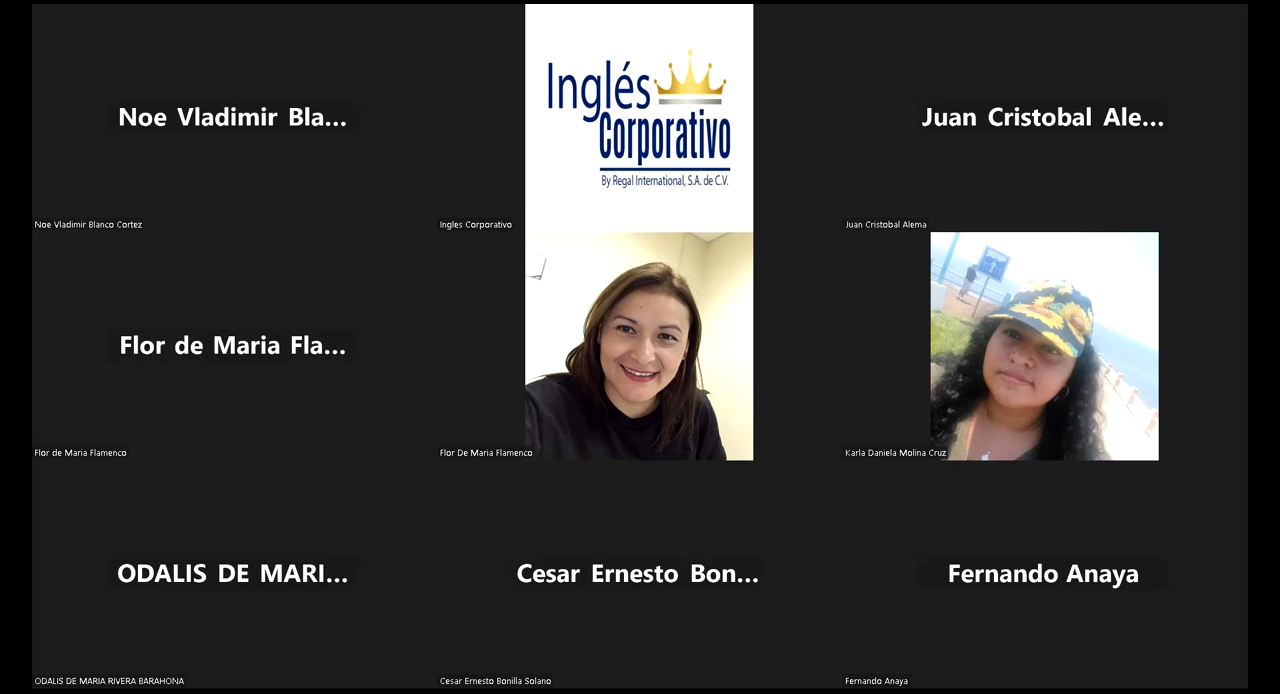 Noe Vladimir Bla...
Noe Vladimir Blanco Cortez
Inglés
Corporativo
By Regal International, S.A. de C.V.
Ingles Corporativo
Juan Cristobal Ale...
Juan Cristobal Alema
Flor de Maria Fla...
Flor de Maria Flamenco
Flor De Maria Flamenco
Karla Daniela Molina Cruz
ODALIS DE MARI...
ODALIS DE MARIA RIVERA BARAHONA
Cesar Ernesto Bon...
Cesar Ernesto Bonilla Solano
Fernando Anaya
Fernando Anaya